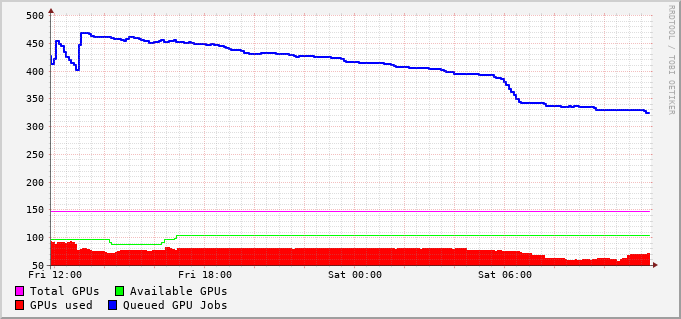 500
450
400
350
300
250
200
150
100
50
Fri 12:00 Fri 18:00 Sat 00:00 Sat 06:00
Total GPUs Available GPUs
GPUs used Queued GPU Jobs
RRDTOOL / TOBI OETIKER